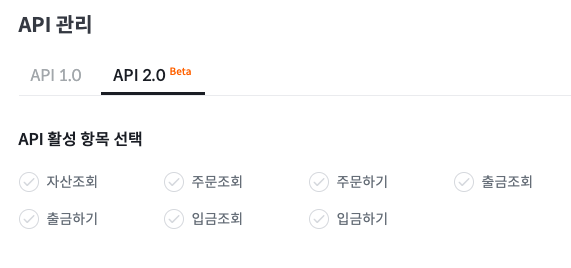 API 관리
API 1.0 API 2.0 Beta
API 활성 항목 선택
자산조회 주문조회 주문하기 출금조회
출금하기 입금조회 입금하기